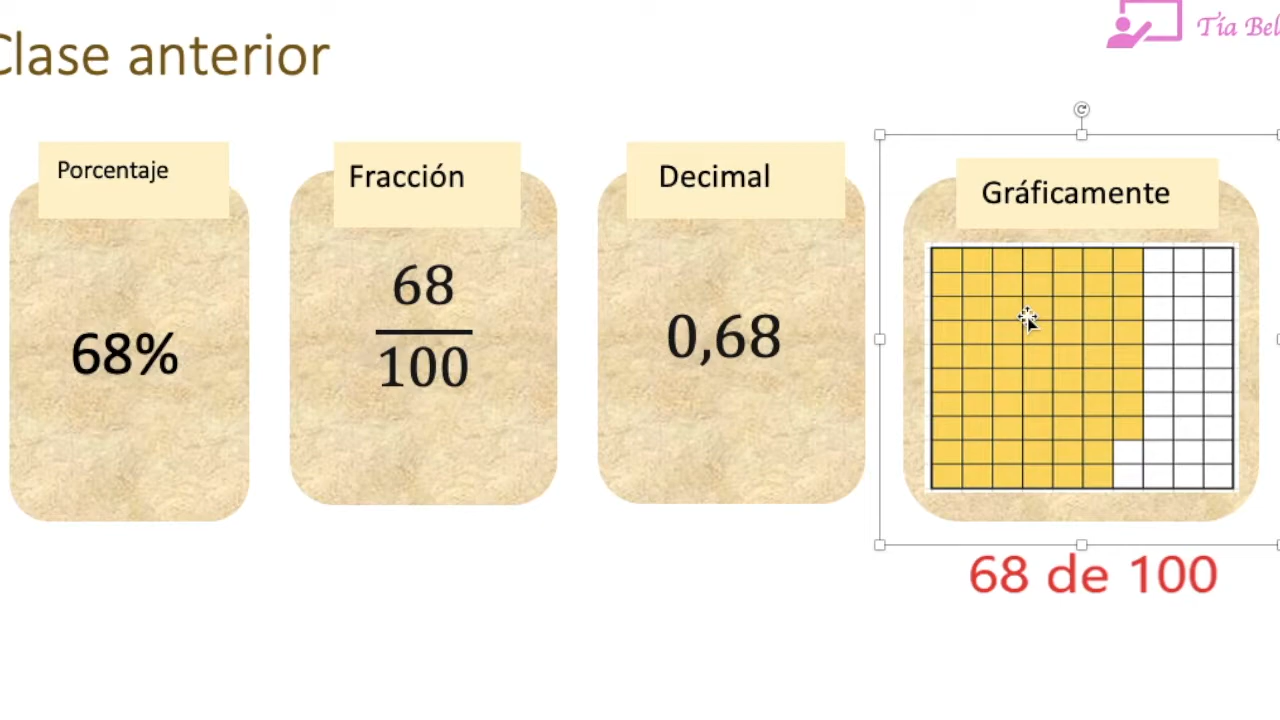 Clase anterior
Tía Bel
Porcentaje
68%
Fracción
68
100
Decimal
0,68
Gráficamente
68 de 100